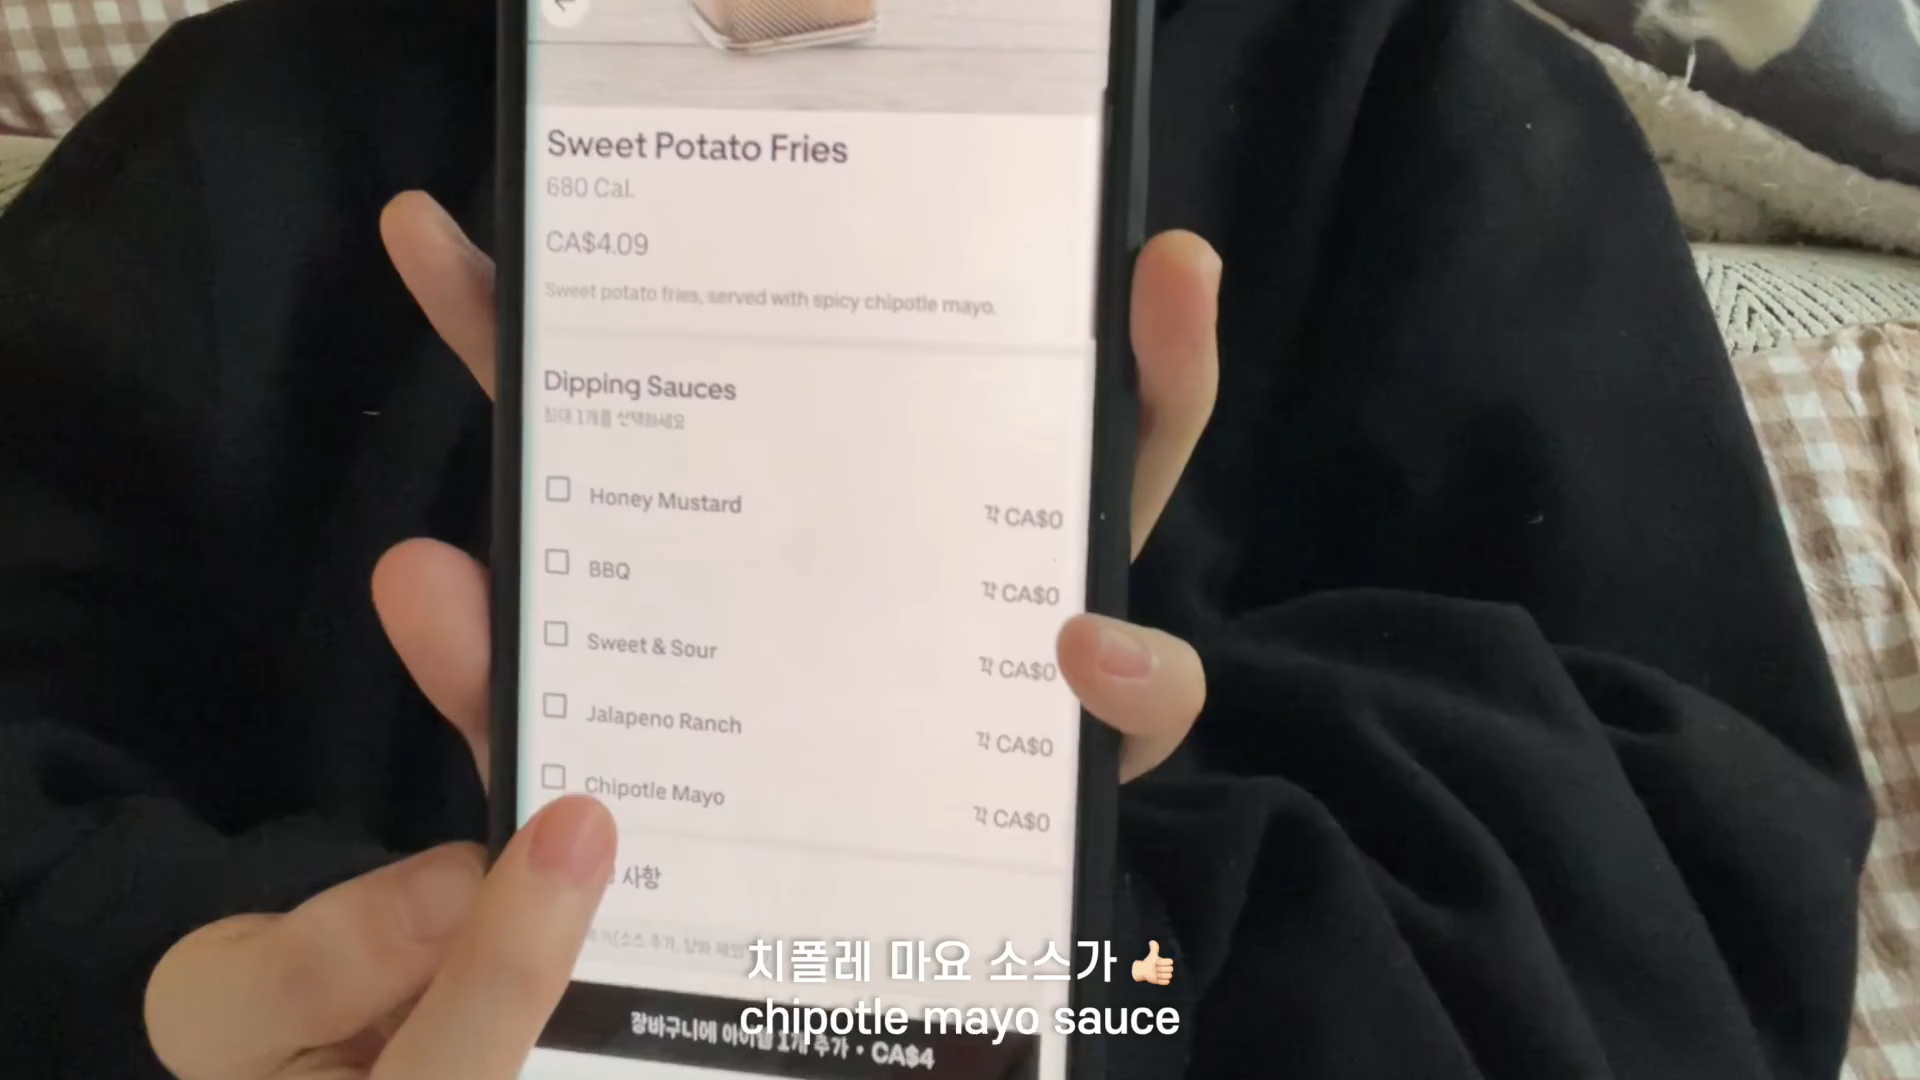 Sweet Potato Fries
680 Cal.
CA$4.09
Sweet potato fries, served with spicy chipotle mayo.
Dipping Sauces
최대 1개를 선택하세요
Honey Mustard 각 CA$0
BBQ 각 CA$0
Sweet & Sour 각 CA$0
Jalapeno Ranch 각 CA$0
Chipotle Mayo 각 CA$0
사항
치폴레 마요 소스가 👍🏻
chipotle mayo sauce
장바구니에 아이템 1개 추가 • CA$4